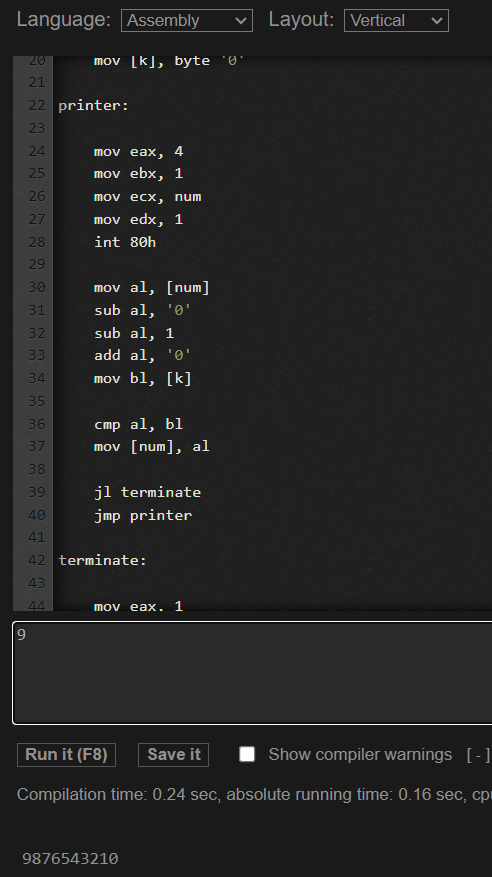 Language: Assembly Layout: Vertical
20 mov [k], byte '0'
21
22 printer:
23
24 mov eax, 4
25 mov ebx, 1
26 mov ecx, num
27 mov edx, 1
28 int 80h
29
30 mov al, [num]
31 sub al, '0'
32 sub al, 1
33 add al, '0'
34 mov bl, [k]
35
36 cmp al, bl
37 mov [num], al
38
39 jl terminate
40 jmp printer
41
42 terminate:
43
44 mov eax, 1
9
Run it (F8) Save it Show compiler warnings [ - ]
Compilation time: 0.24 sec, absolute running time: 0.16 sec, cpu
9876543210